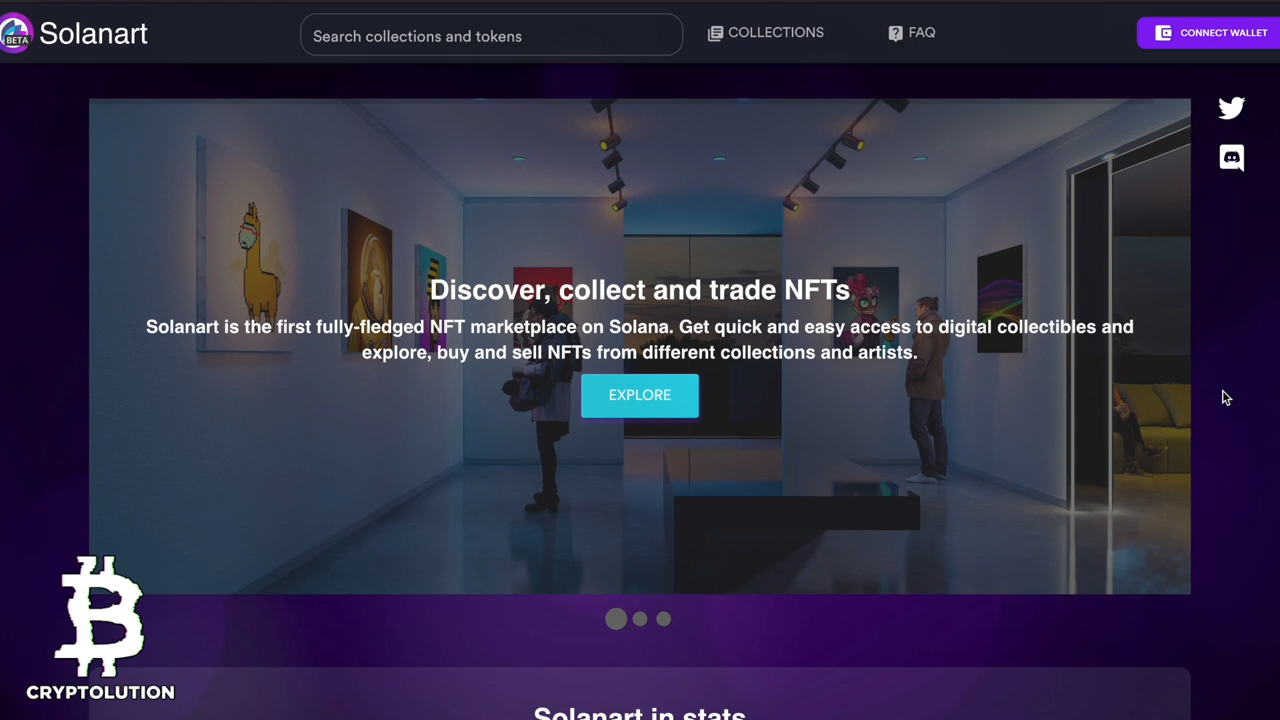 BETA
Solanart
Search collections and tokens
COLLECTIONS
FAQ
CONNECT WALLET
Discover, collect and trade NFTs
Solanart is the first fully-fledged NFT marketplace on Solana. Get quick and easy access to digital collectibles and
explore, buy and sell NFTs from different collections and artists.
EXPLORE
CRYPTOLUTION
Solanart in stats